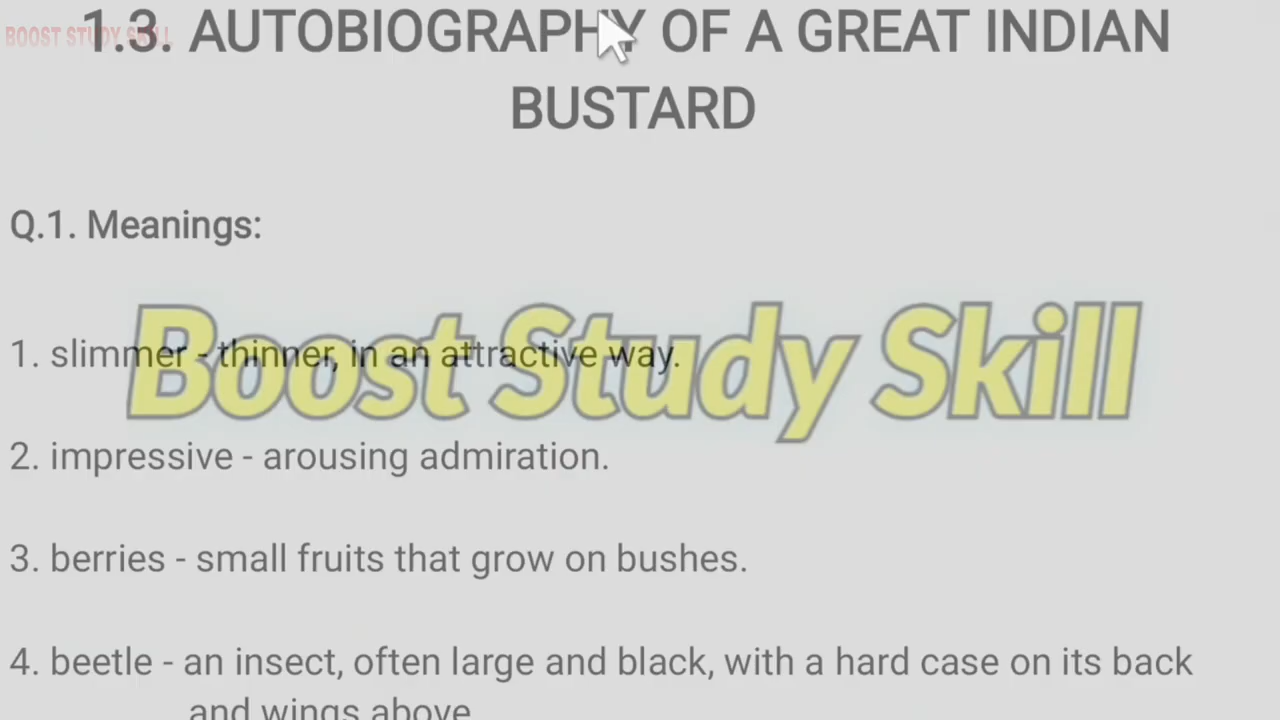 BOOST STUDY SKILL
1.3. AUTOBIOGRAPHY OF A GREAT INDIAN
BUSTARD
Q.1. Meanings:
Boost Study Skill
1. slimmer - thinner, in an attractive way.
2. impressive - arousing admiration.
3. berries - small fruits that grow on bushes.
4. beetle - an insect, often large and black, with a hard case on its back
and wings above